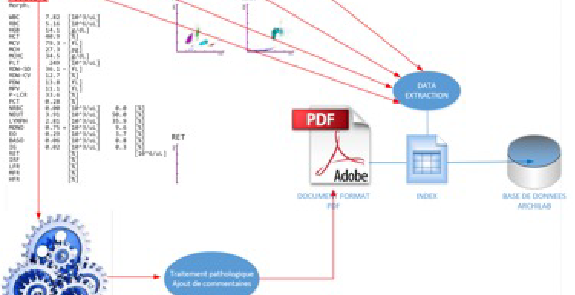 Morph.
WBC 7.82 [10^3/uL]
RBC 5.16 [10^6/uL]
HGB 14.1 [g/dL]
HCT 40.9 [%]
MCV 79.3 - [fL]
MCH 27.3 [pg]
MCHC 34.5 [g/dL]
PLT 249 [10^3/uL]
RDW-SD 36.1 - [fL]
RDW-CV 12.7 [%]
PDW 13.8 [fL]
MPV 11.1 [fL]
P-LCR 33.6 [%]
PCT 0.28 [%]
NRBC 0.00 [10^3/uL] 0.0 [%]
NEUT 3.91 [10^3/uL] 50.0 [%]
LYMPH 2.81 [10^3/uL] 35.9 [%]
MONO 0.75 [10^3/uL] 9.6 [%]
EO 0.29 [10^3/uL] 3.7 [%]
BASO 0.06 [10^3/uL] 0.8 [%]
IG 0.02 [10^3/uL] 0.3 [%]
RET [%] [10^6/uL]
IRF [%]
LFR [%]
MFR [%]
HFR [%]
RET
DATA
EXTRACTION
PDF
Adobe
DOCUMENT FORMAT
PDF
INDEX
BASE DE DONNEES
ARCHILAB
Traitement pathologique
Ajout de commentaires